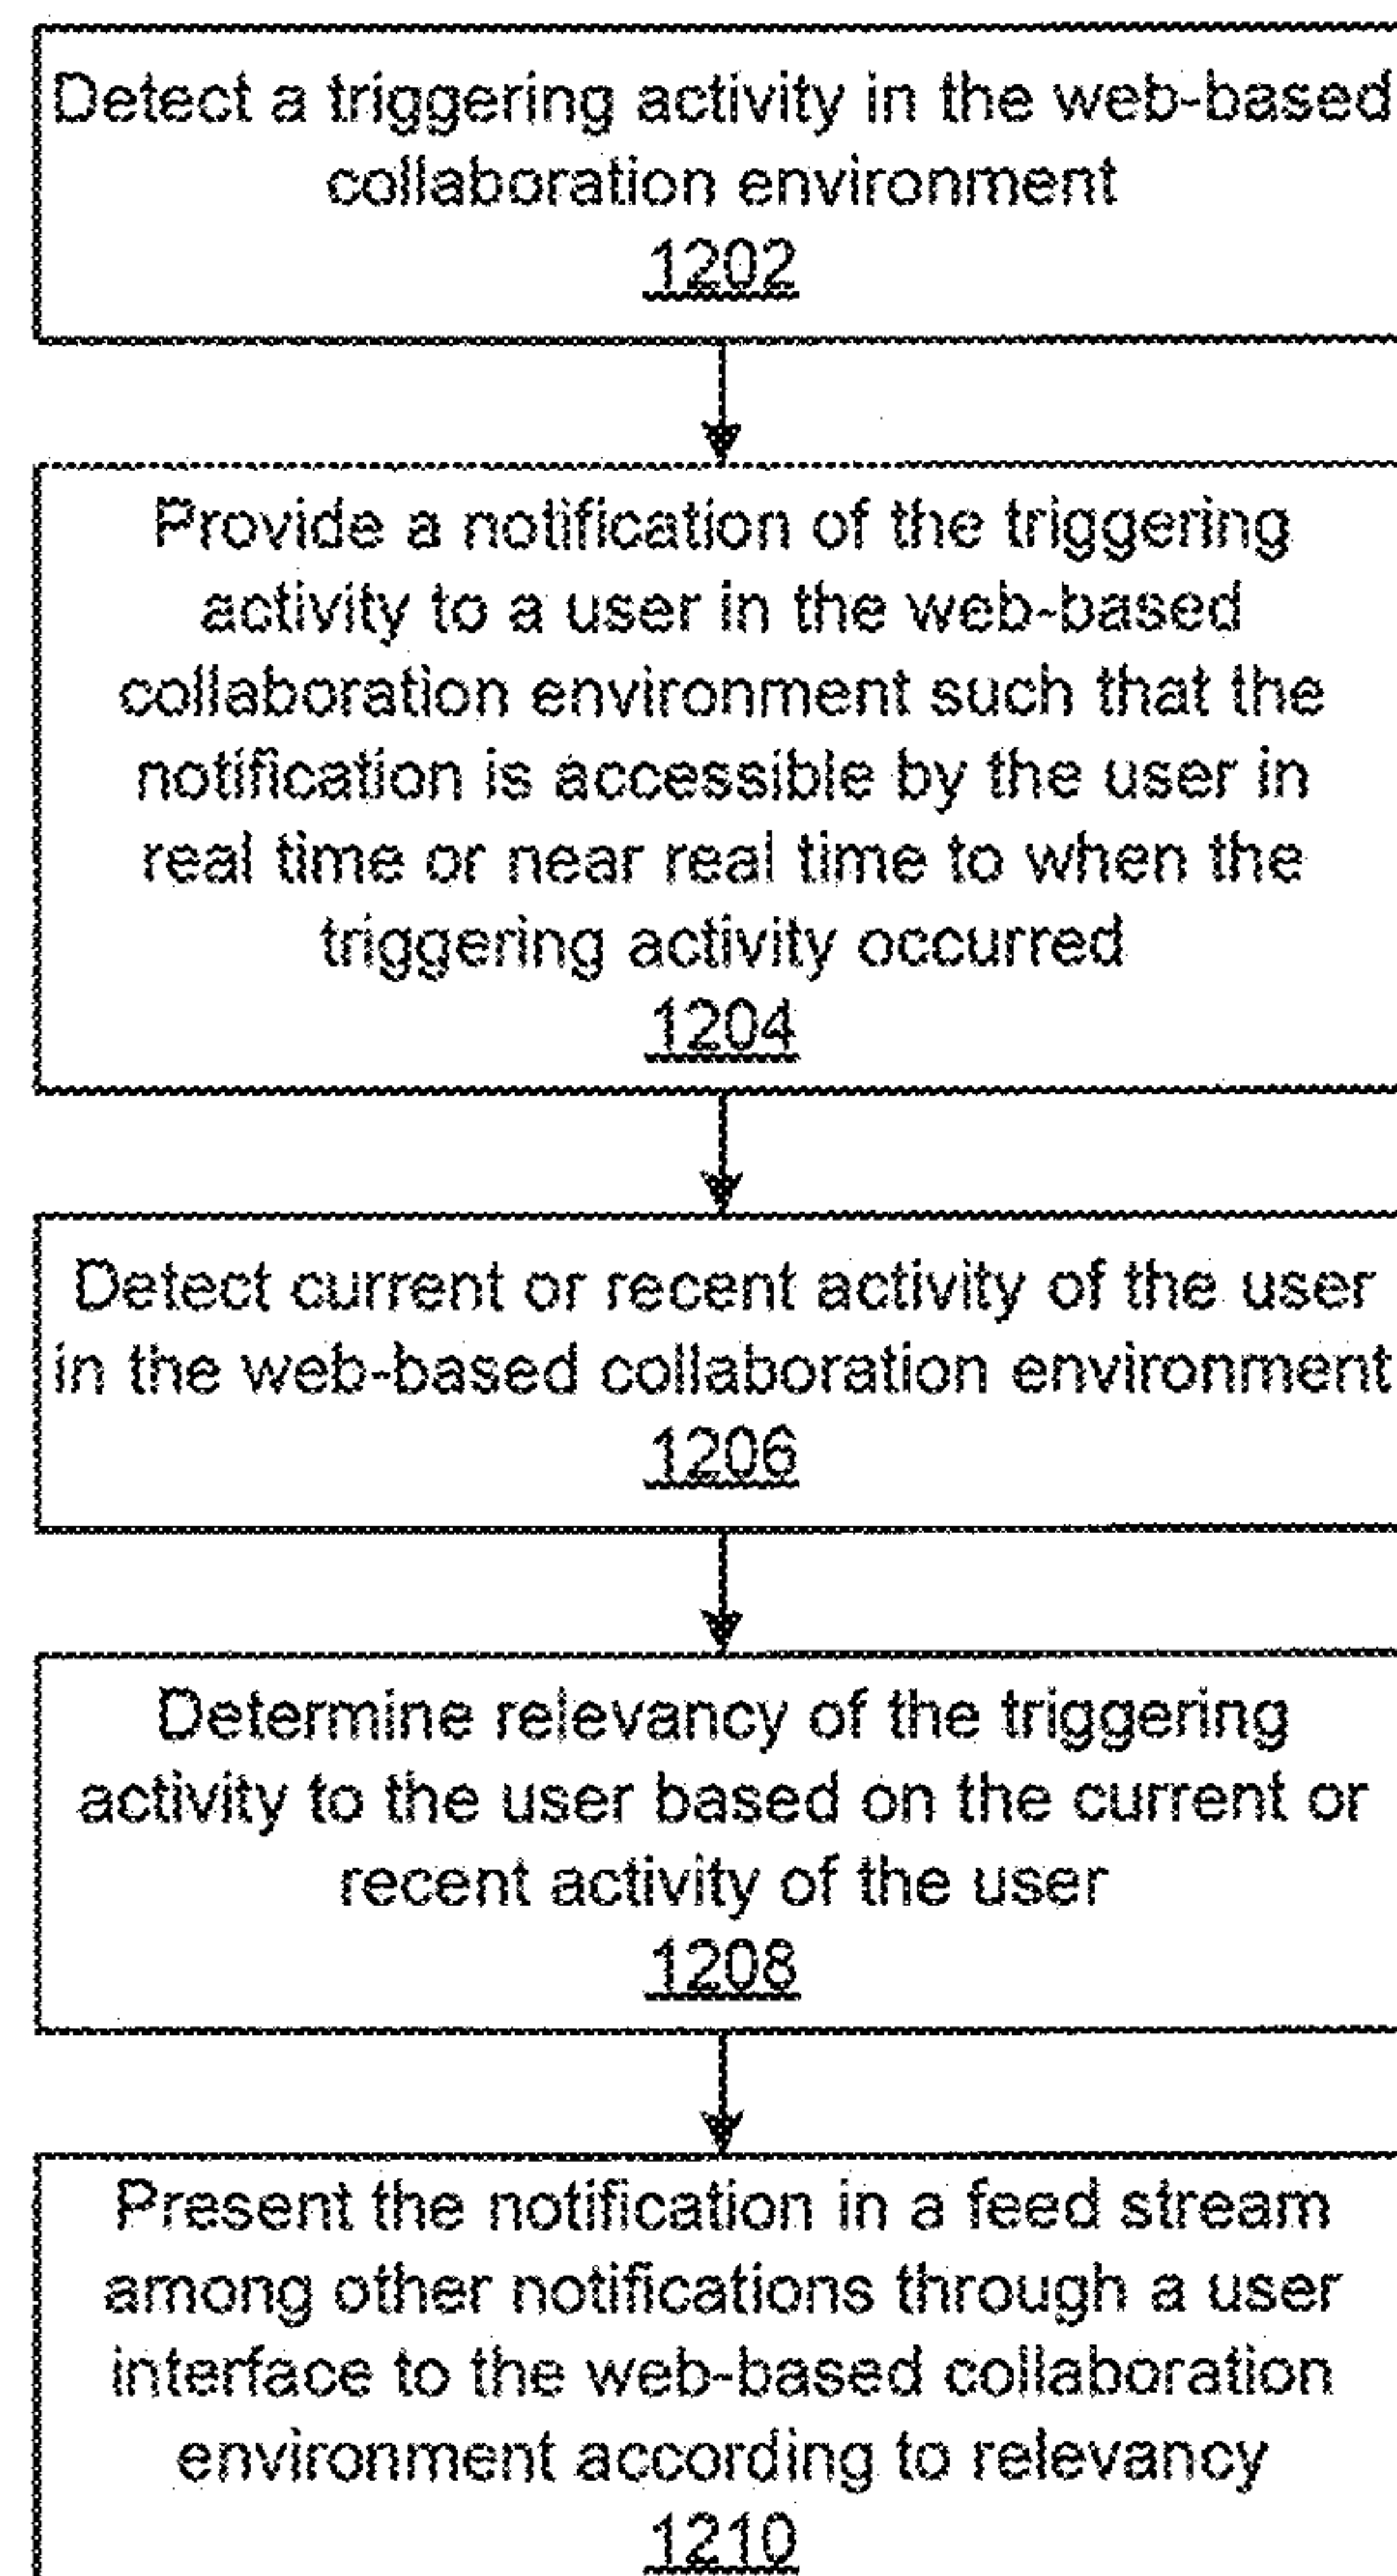 Detect a triggering activity in the web-based
collaboration environment
1202
Provide a notification of the triggering
activity to a user in the web-based
collaboration environment such that the
notification is accessible by the user in
real time or near real time to when the
triggering activity occurred
1204
Detect current or recent activity of the user
in the web-based collaboration environment
1206
Determine relevancy of the triggering
activity to the user based on the current or
recent activity of the user
1208
Present the notification in a feed stream
among other notifications through a user
interface to the web-based collaboration
environment according to relevancy
1210